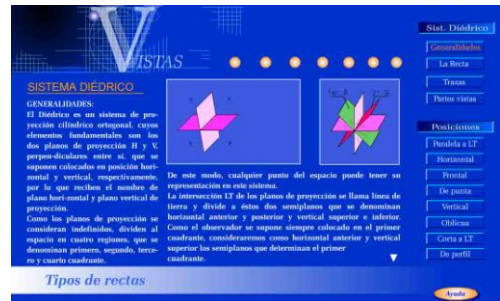 VISTAS
SISTEMA DIÉDRICO
GENERALIDADES:
El Diédrico es un sistema de pro-
yección cilíndrico ortogonal, cuyos
elementos fundamentales son los
dos planos de proyección H y V,
perpen-diculares entre sí, que se
suponen colocados en posición hori-
zontal y vertical, respectivamente,
por lo que reciben el nombre de
plano hori-zontal y plano vertical de
proyección.
Como los planos de proyección se
consideran indefinidos, dividen al
espacio en cuatro regiones, que se
denominan primero, segundo, terce-
ro y cuarto cuadrante.
De este modo, cualquier punto del espacio puede tener su
representación en este sistema.
La intersección LT de los planos de proyección se llama línea de
tierra y divide a éstos dos semiplanos que se denominan
horizontal anterior y posterior y vertical superior e inferior.
Como el observador se supone siempre colocado en el primer
cuadrante, consideraremos como horizontal anterior y vertical
superior los semiplanos que determinan el primer
cuadrante.
Sist. Diédrico
Generalidades
La Recta
Trazas
Partes vistas
Posiciones
Paralela a LT
Horizontal
Frontal
De punta
Vertical
Oblicua
Corta a LT
De perfil
Tipos de rectas
Ayuda